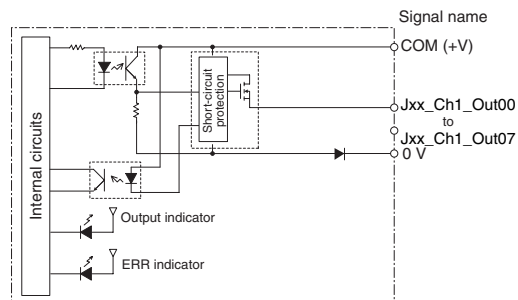 Signal name
COM (+V)
Jxx_Ch1_Out00
to
Jxx_Ch1_Out07
0 V
Internal circuits
Short-circuit
protection
Output indicator
ERR indicator